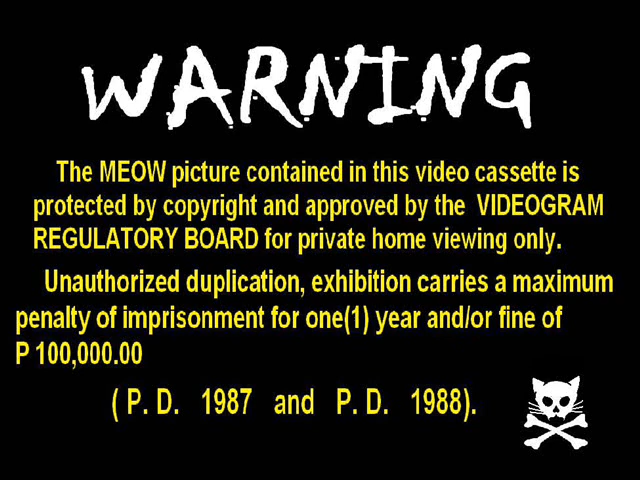 WARNING
The MEOW picture contained in this video cassette is
protected by copyright and approved by the VIDEOGRAM
REGULATORY BOARD for private home viewing only.
Unauthorized duplication, exhibition carries a maximum
penalty of imprisonment for one(1) year and/or fine of
P 100,000.00
( P. D. 1987 and P. D. 1988).